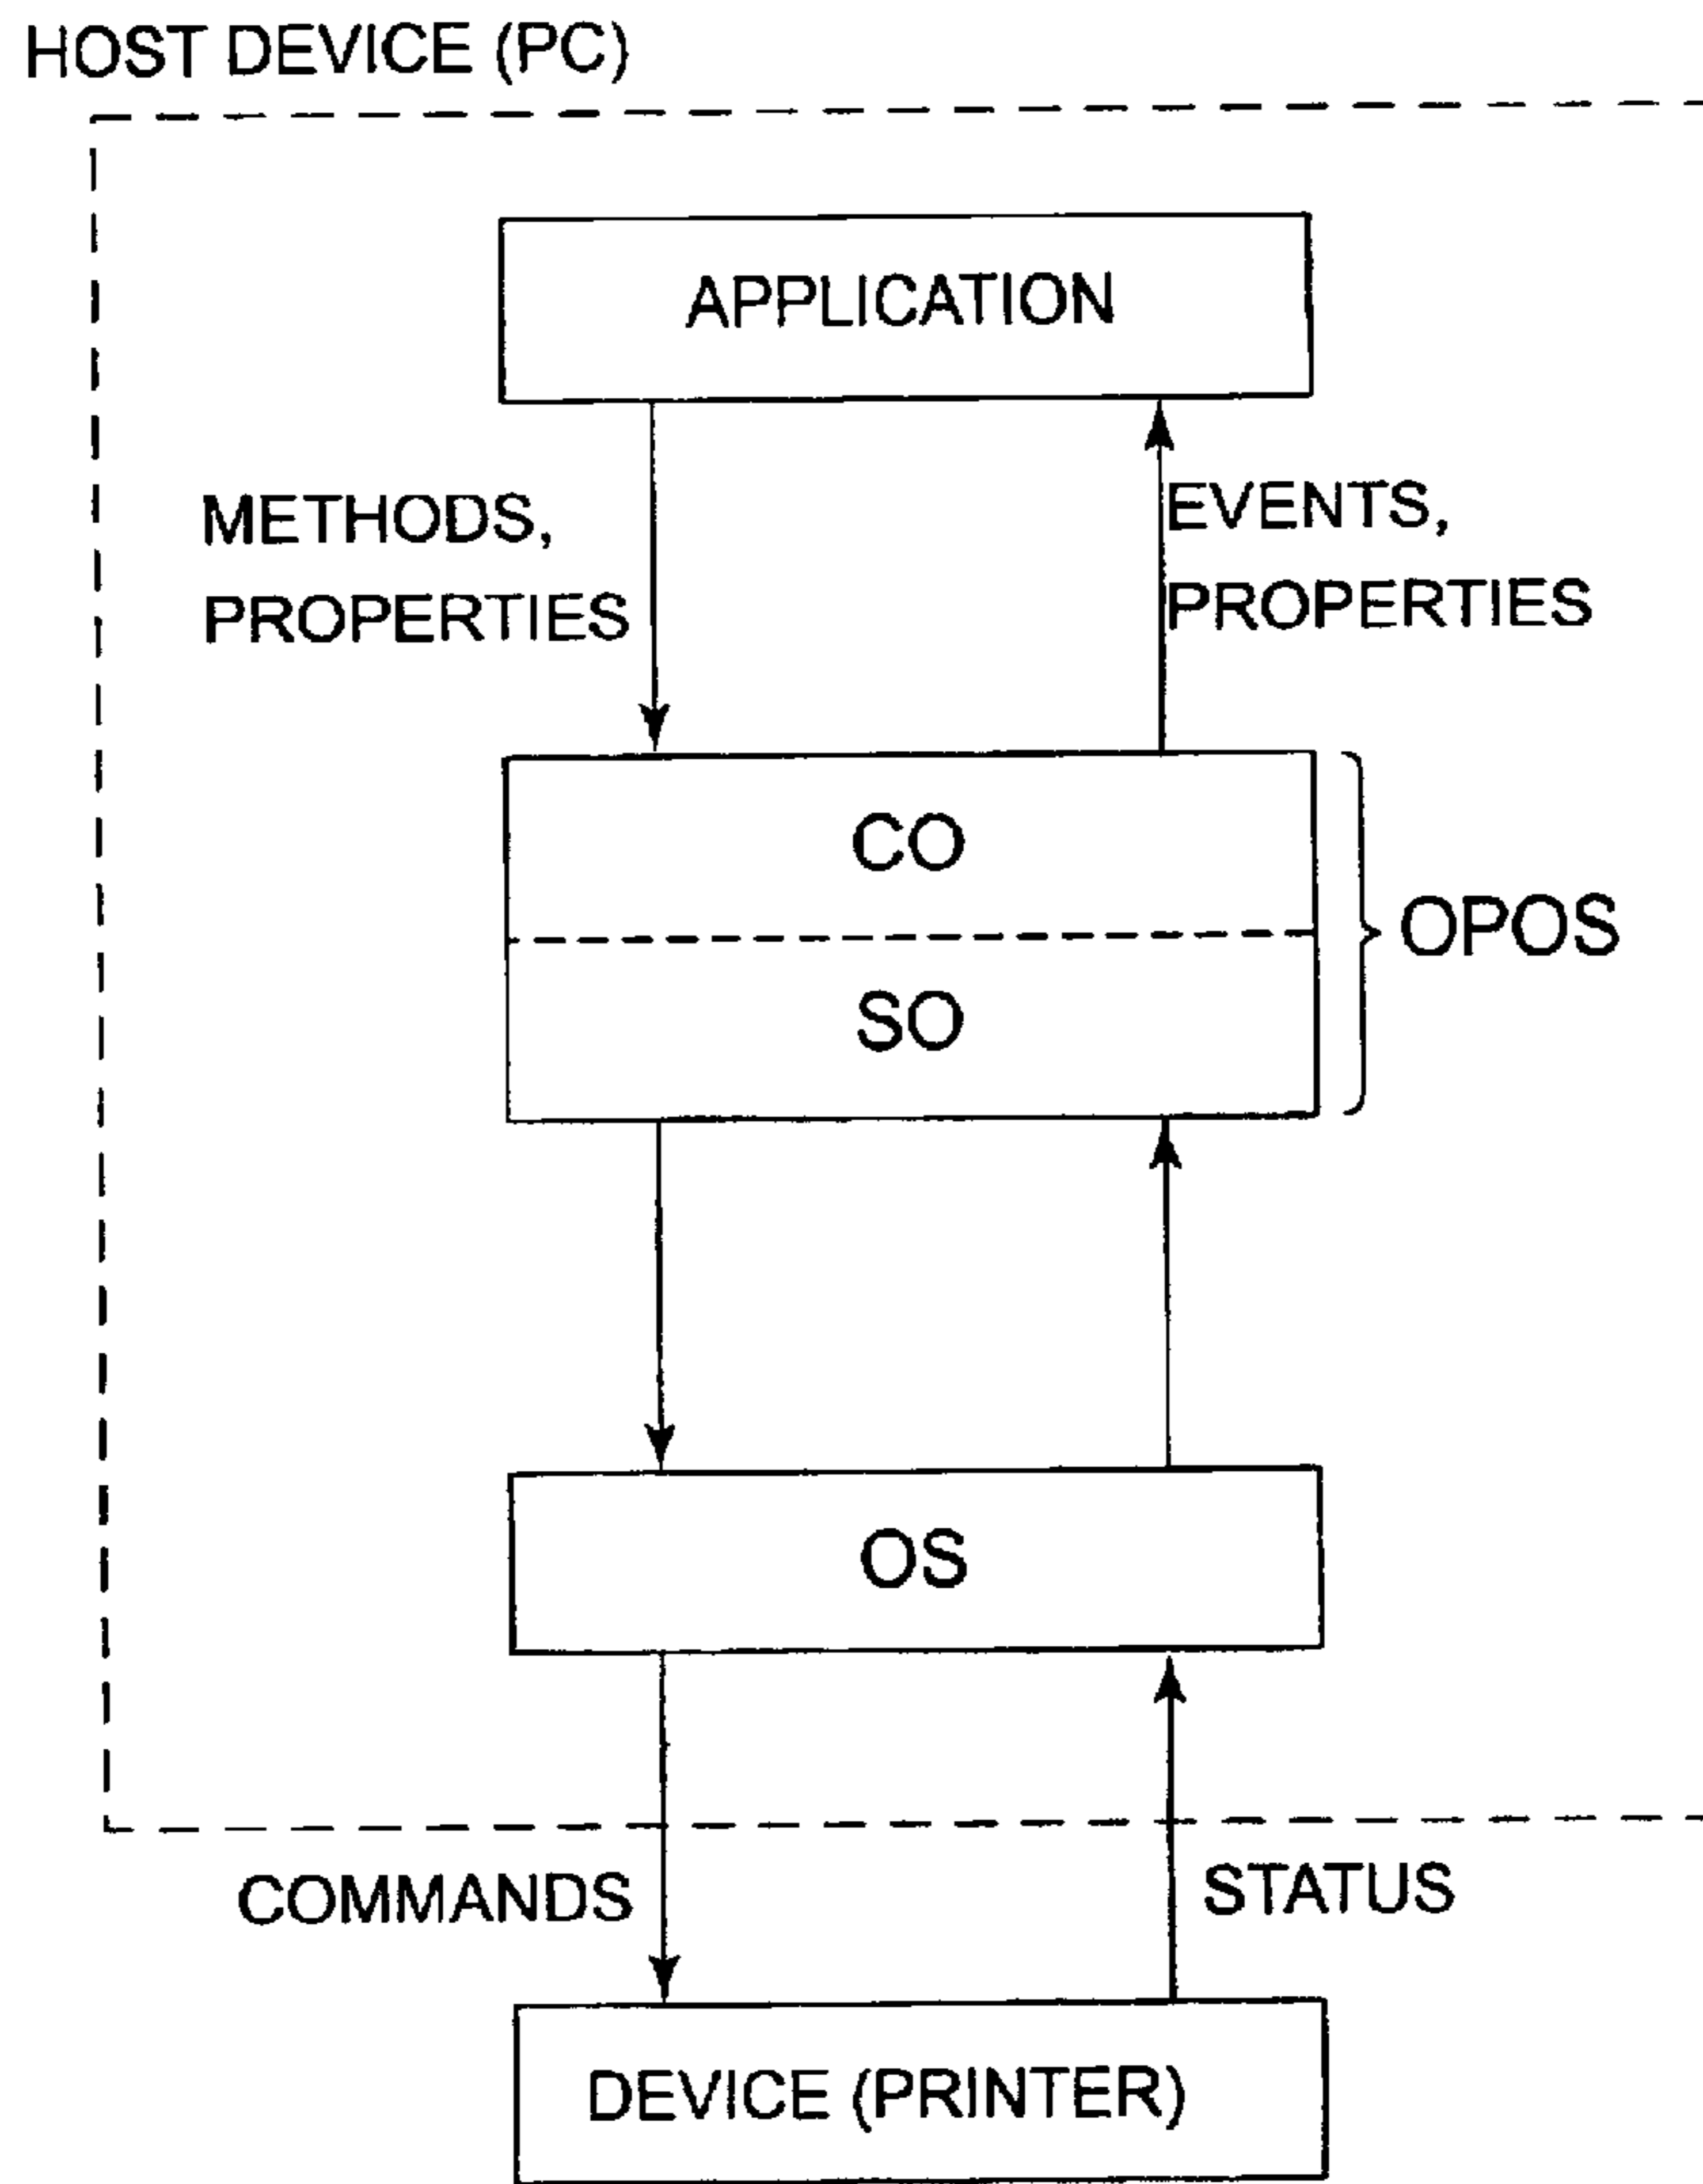 HOST DEVICE (PC)
APPLICATION
METHODS,
PROPERTIES
EVENTS,
PROPERTIES
CO
SO
OPOS
OS
COMMANDS
STATUS
DEVICE (PRINTER)